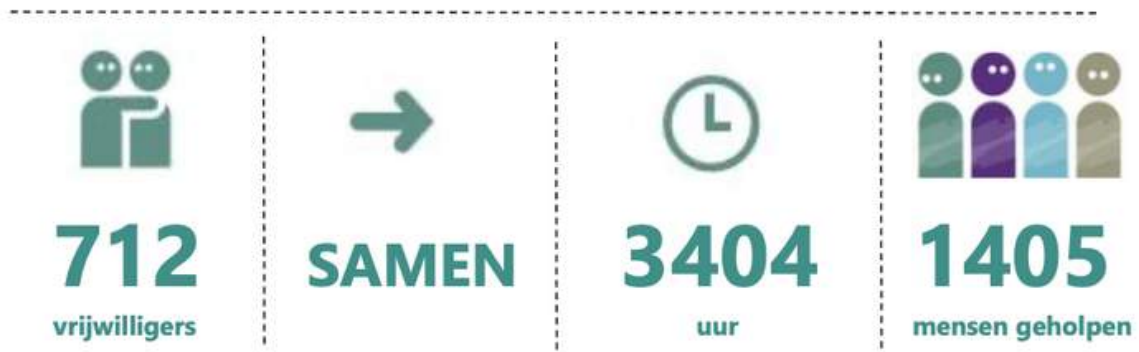 712
vrijwilligers
SAMEN
3404
uur
1405
mensen geholpen